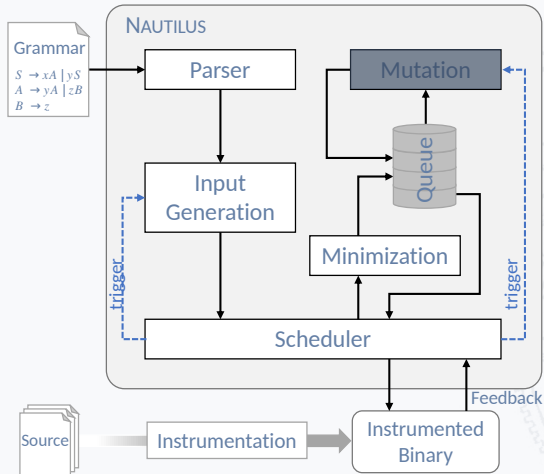 NAUTILUS
Grammar
S → xA | yS
A → yA | zB
B → z
Parser
Mutation
Input
Generation
Queue
Minimization
trigger
trigger
Scheduler
Feedback
Source
Instrumentation
Instrumented
Binary